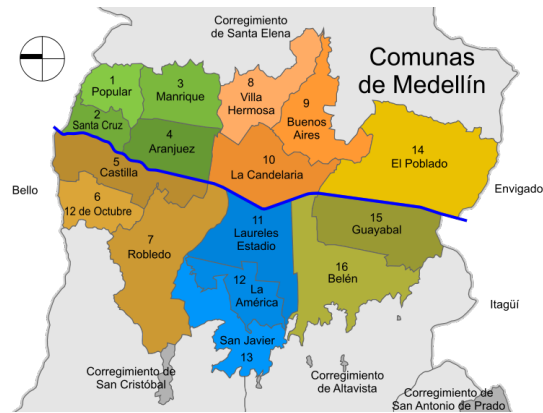 Corregimiento
de Santa Elena
Comunas
de Medellín
1
Popular
3
Manrique
8
Villa
Hermosa
9
Buenos
Aires
2
Santa Cruz
4
Aranjuez
14
El Poblado
5
Castilla
10
La Candelaria
Bello
Envigado
6
12 de Octubre
11
Laureles
Estadio
15
Guayabal
7
Robledo
16
Belén
12
La
América
Itagüí
San Javier
13
Corregimiento de
San Cristóbal
Corregimiento
de Altavista
Corregimiento de
San Antonio de Prado